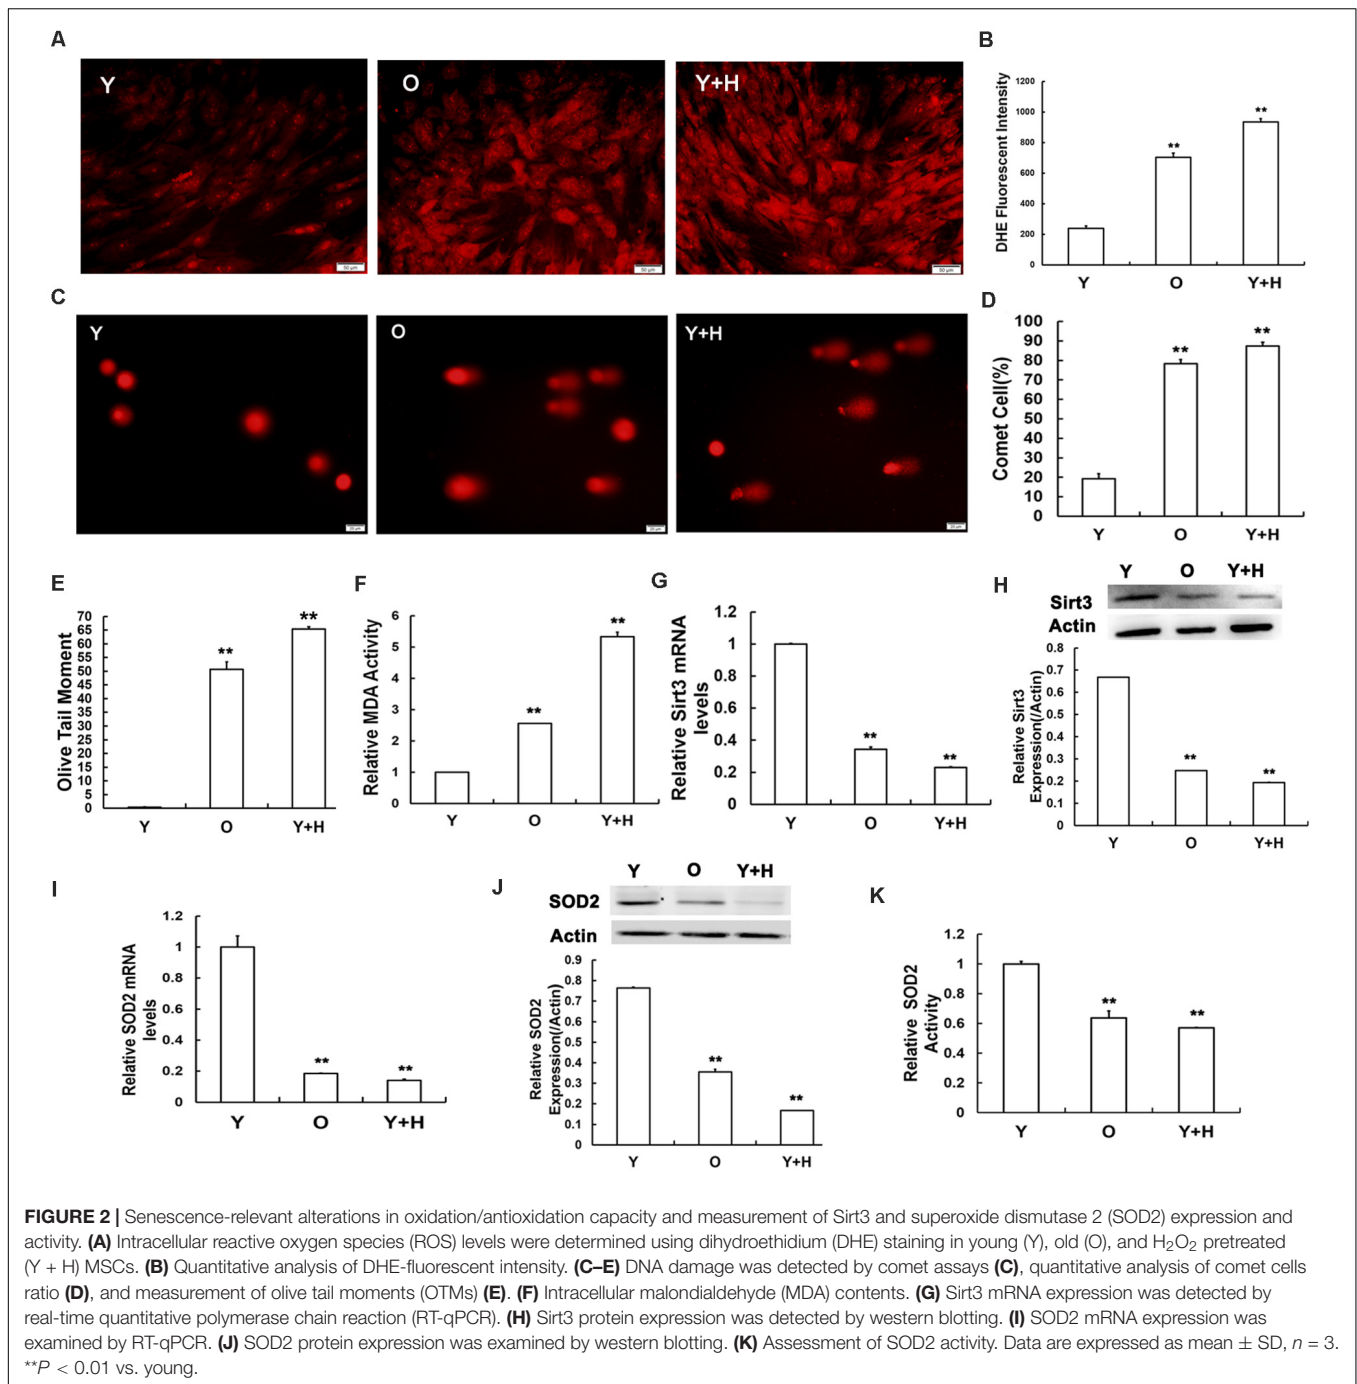 A
Y
O
Y+H
50 µm
50 µm
50 µm
B
DHE Fluorescent Intensity
1200
1000
800
600
400
200
0
**
**
Y O Y+H
C
Y
O
Y+H
20 µm
20 µm
20 µm
D
Comet Cell(%)
100
90
80
70
60
50
40
30
20
10
0
**
**
Y O Y+H
E
Olive Tail Moment
70
65
60
55
50
45
40
35
30
25
20
15
10
5
0
**
**
Y O Y+H
F
Relative MDA Activity
6
5
4
3
2
1
0
**
**
Y O Y+H
G
Relative Sirt3 mRNA
levels
1.2
1
0.8
0.6
0.4
0.2
0
**
**
Y O Y+H
H
Y O Y+H
Sirt3
Actin
Relative Sirt3
Expression(/Actin)
0.8
0.7
0.6
0.5
0.4
0.3
0.2
0.1
0
**
**
Y O Y+H
I
Relative SOD2 mRNA
levels
1.2
1
0.8
0.6
0.4
0.2
0
**
**
Y O Y+H
J
Y O Y+H
SOD2
Actin
Relative SOD2
Expression(/Actin)
0.9
0.8
0.7
0.6
0.5
0.4
0.3
0.2
0.1
0
**
**
Y O Y+H
K
Relative SOD2
Activity
1.2
1
0.8
0.6
0.4
0.2
0
**
**
Y O Y+H
FIGURE 2 | Senescence-relevant alterations in oxidation/antioxidation capacity and measurement of Sirt3 and superoxide dismutase 2 (SOD2) expression and
activity. (A) Intracellular reactive oxygen species (ROS) levels were determined using dihydroethidium (DHE) staining in young (Y), old (O), and H₂O₂ pretreated
(Y + H) MSCs. (B) Quantitative analysis of DHE-fluorescent intensity. (C–E) DNA damage was detected by comet assays (C), quantitative analysis of comet cells
ratio (D), and measurement of olive tail moments (OTMs) (E). (F) Intracellular malondialdehyde (MDA) contents. (G) Sirt3 mRNA expression was detected by
real-time quantitative polymerase chain reaction (RT-qPCR). (H) Sirt3 protein expression was detected by western blotting. (I) SOD2 mRNA expression was
examined by RT-qPCR. (J) SOD2 protein expression was examined by western blotting. (K) Assessment of SOD2 activity. Data are expressed as mean ± SD, n = 3.
**P < 0.01 vs. young.